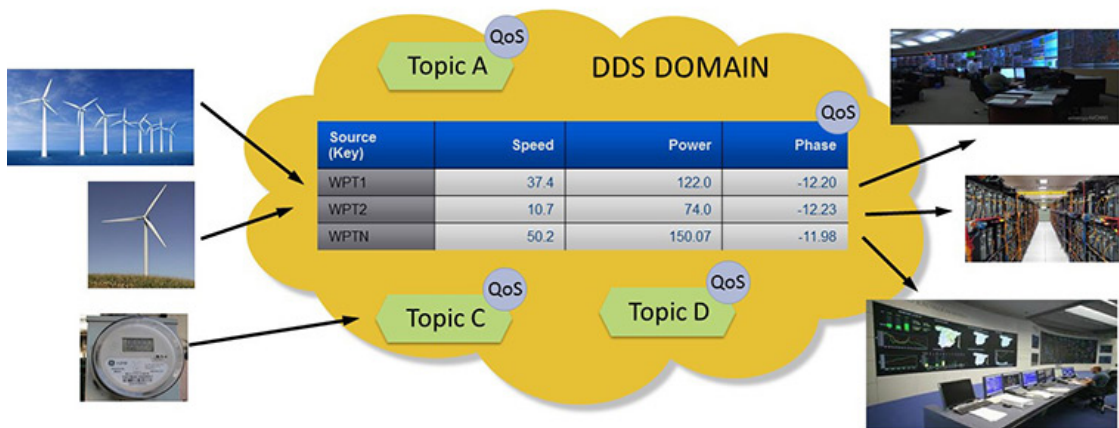 QoS
Topic A
DDS DOMAIN
QoS
Source (Key) Speed Power Phase
WPT1 37.4 122.0 -12.20
WPT2 10.7 74.0 -12.23
WPTN 50.2 150.07 -11.98
QoS
Topic C
QoS
Topic D